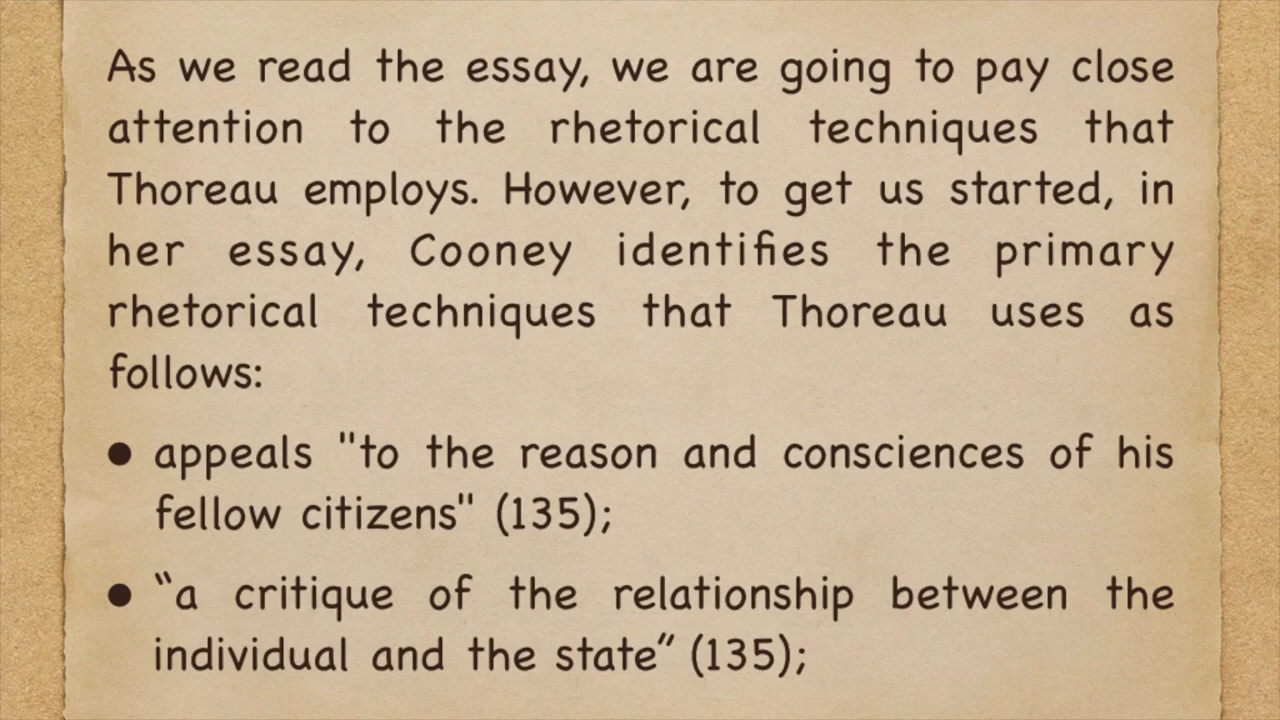 As we read the essay, we are going to pay close
attention to the rhetorical techniques that
Thoreau employs. However, to get us started, in
her essay, Cooney identifies the primary
rhetorical techniques that Thoreau uses as
follows:
● appeals "to the reason and consciences of his
fellow citizens" (135);
● “a critique of the relationship between the
individual and the state” (135);